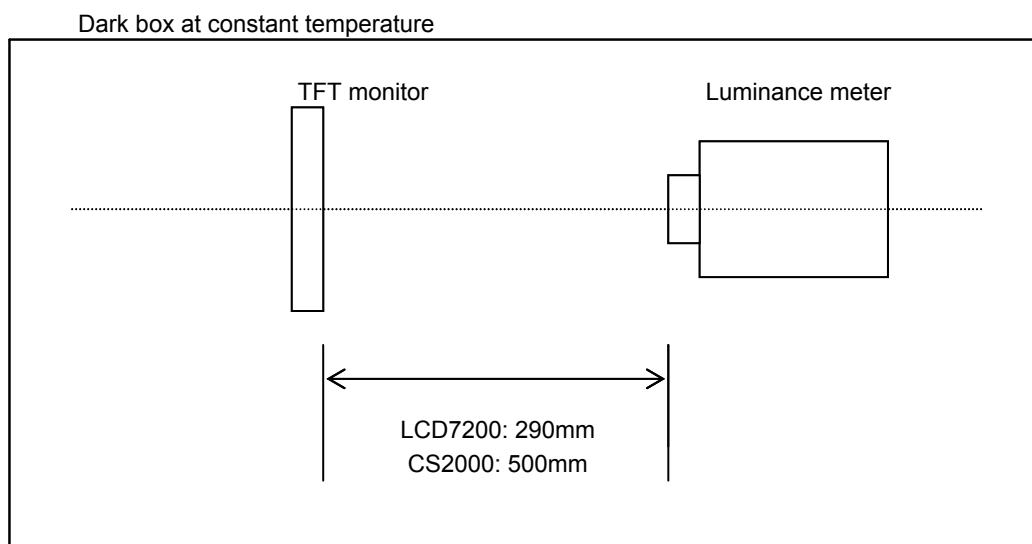 Dark box at constant temperature
TFT monitor
Luminance meter
LCD7200: 290mm
CS2000: 500mm